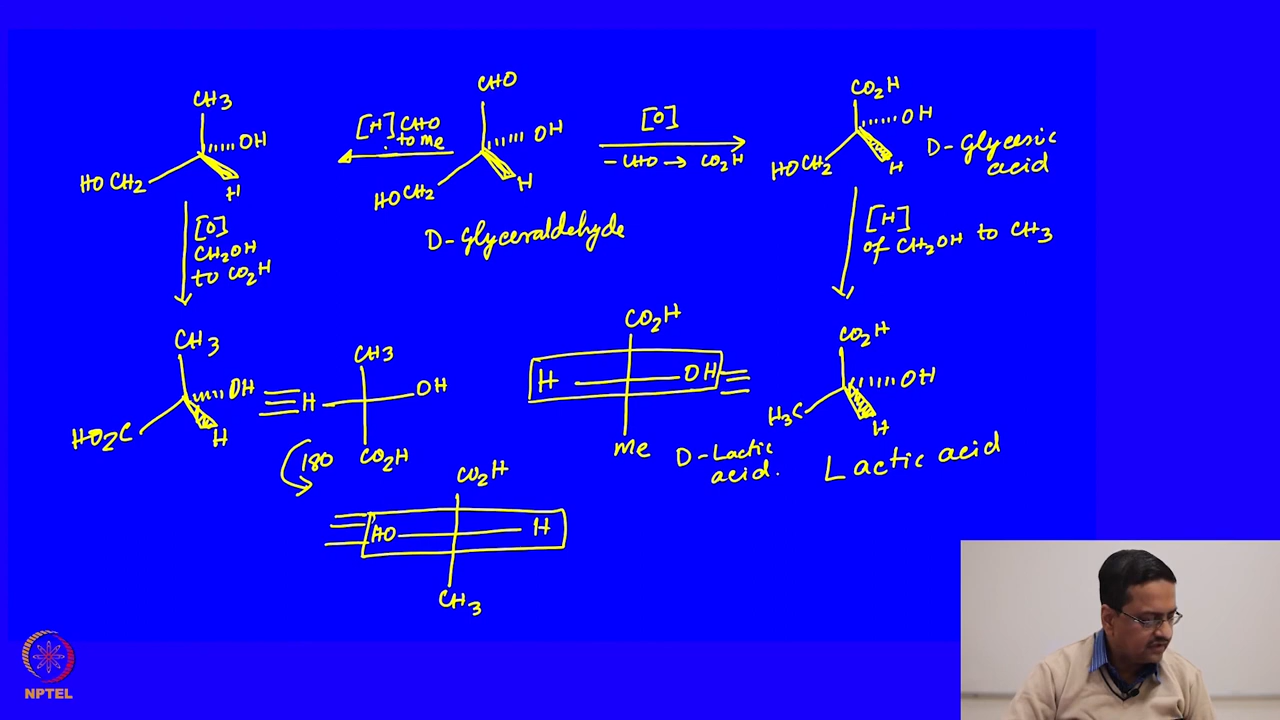 CH3
OH
HOCH2
H
[H] CHO
to me
CHO
OH
HOCH2
H
D-Glyceraldehyde
[O]
-CHO → CO2H
CO2H
OH
HOCH2
H
D-Glyceric
acid
[O]
CH2OH
to CO2H
[H]
of CH2OH to CH3
CH3
OH
HO2C
H
CH3
H
OH
CO2H
180
CO2H
HO
H
CH3
CO2H
H
OH
me
D-Lactic
acid.
CO2H
OH
H3C
H
Lactic acid
NPTEL